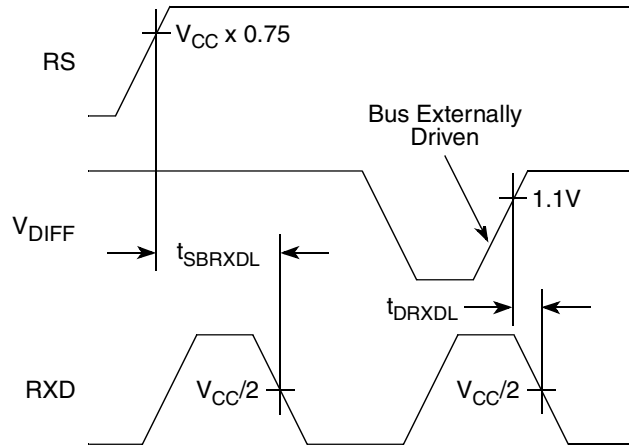 RS
V_CC x 0.75
Bus Externally
Driven
V_DIFF
1.1V
t_SBRXDL
t_DRXDL
RXD
V_CC/2
V_CC/2